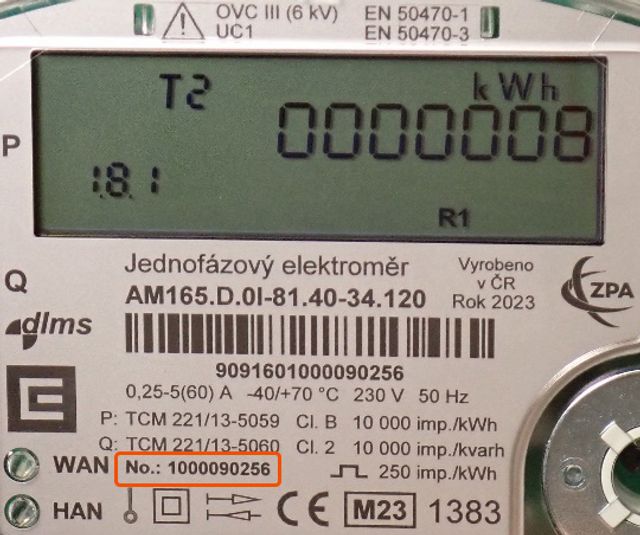 OVC III (6 kV) EN 50470-1
UC1 EN 50470-3
T2 kWh
P 0000008
1.8.1
R1
Jednofázový elektroměr
Q AM165.D.0I-81.40-34.120
Vyrobeno
v ČR
Rok 2023
ZPA
dlms
9091601000090256
0,25-5(60) A -40/+70 °C 230 V 50 Hz
P: TCM 221/13-5059 Cl. B 10 000 imp./kWh
Q: TCM 221/13-5060 Cl. 2 10 000 imp./kvarh
WAN No.: 1000090256 250 imp./kWh
HAN CE M23 1383